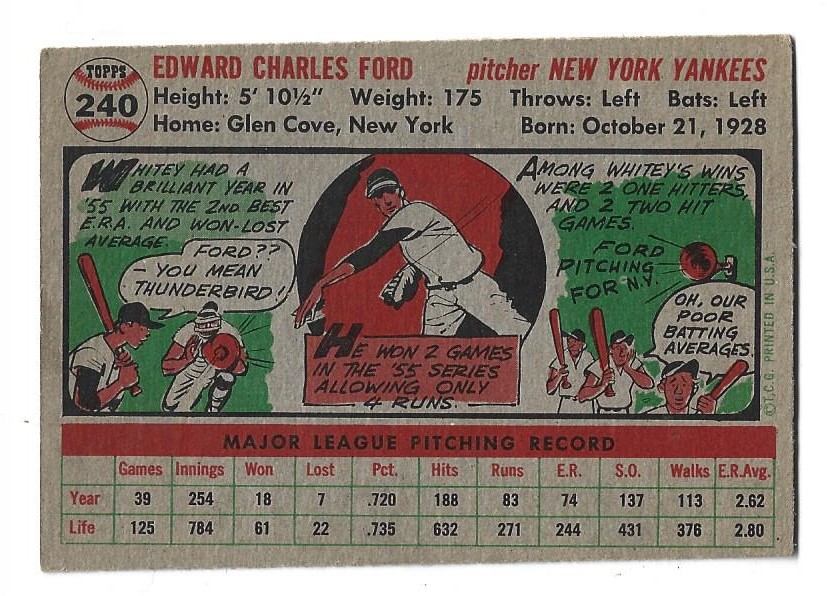 TOPPS
240
EDWARD CHARLES FORD pitcher NEW YORK YANKEES
Height: 5' 10½" Weight: 175 Throws: Left Bats: Left
Home: Glen Cove, New York Born: October 21, 1928
WHITEY HAD A
BRILLIANT YEAR IN
'55 WITH THE 2ND BEST
E.R.A. AND WON-LOST
AVERAGE.
FORD??
- YOU MEAN
THUNDERBIRD!
HE WON 2 GAMES
IN THE '55 SERIES
ALLOWING ONLY
4 RUNS.
AMONG WHITEY'S WINS
WERE 2 ONE HITTERS,
AND 2 TWO HIT
GAMES.
FORD
PITCHING
FOR N.Y.
OH, OUR
POOR
BATTING
AVERAGES.
©T.C.G. PRINTED IN U.S.A.
MAJOR LEAGUE PITCHING RECORD
Games Innings Won Lost Pct. Hits Runs E.R. S.O. Walks E.R.Avg.
Year 39 254 18 7 .720 188 83 74 137 113 2.62
Life 125 784 61 22 .735 632 271 244 431 376 2.80